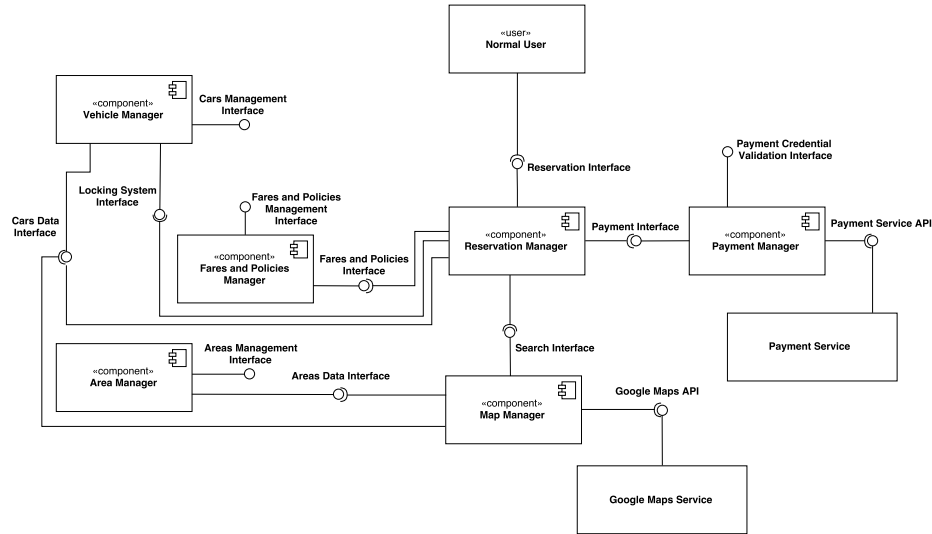 «user»
Normal User
«component»
Vehicle Manager
Cars Management
Interface
Payment Credential
Validation Interface
Reservation Interface
Locking System
Interface
Fares and Policies
Management
Interface
Cars Data
Interface
«component»
Fares and Policies
Manager
Fares and Policies
Interface
«component»
Reservation Manager
Payment Interface
«component»
Payment Manager
Payment Service API
Payment Service
«component»
Area Manager
Areas Management
Interface
Areas Data Interface
Search Interface
«component»
Map Manager
Google Maps API
Google Maps Service